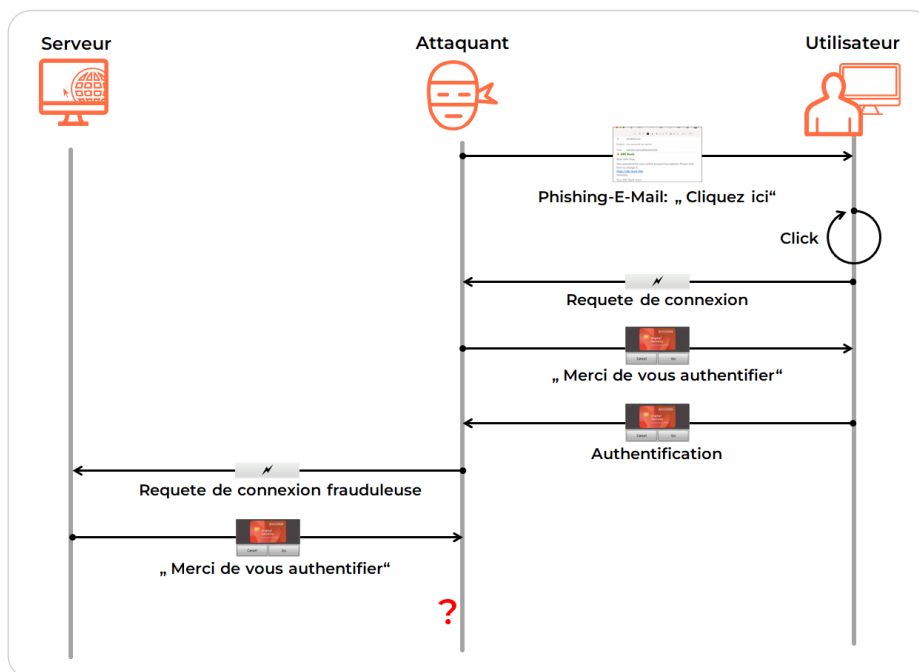 Serveur
Attaquant
Utilisateur
Phishing-E-Mail: „ Cliquez ici“
Click
Requete de connexion
„ Merci de vous authentifier“
Authentification
Requete de connexion frauduleuse
„ Merci de vous authentifier“
?